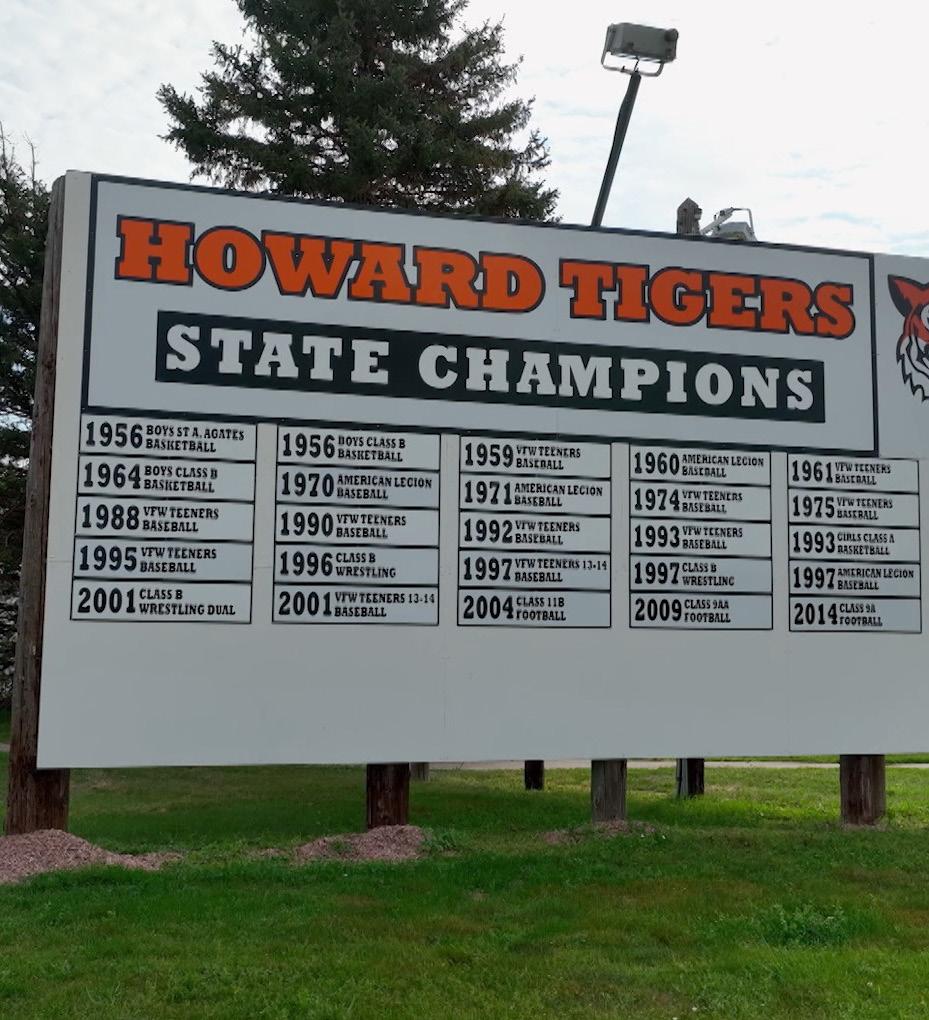 HOWARD TIGERS
STATE CHAMPIONS
1956 BOYS ST A. AGATES
BASKETBALL
1956 BOYS CLASS B
BASKETBALL
1959 VFW TEENERS
BASEBALL
1960 AMERICAN LEGION
BASEBALL
1961 VFW TEENERS
BASEBALL
1964 BOYS CLASS B
BASKETBALL
1970 AMERICAN LEGION
BASEBALL
1971 AMERICAN LEGION
BASEBALL
1974 VFW TEENERS
BASEBALL
1975 VFW TEENERS
BASEBALL
1988 VFW TEENERS
BASEBALL
1990 VFW TEENERS
BASEBALL
1992 VFW TEENERS
BASEBALL
1993 VFW TEENERS
BASEBALL
1993 GIRLS CLASS A
BASKETBALL
1995 VFW TEENERS
BASEBALL
1996 CLASS B
WRESTLING
1997 VFW TEENERS 13-14
BASEBALL
1997 CLASS B
WRESTLING
1997 AMERICAN LEGION
BASEBALL
2001 CLASS B
WRESTLING DUAL
2001 VFW TEENERS 13-14
BASEBALL
2004 CLASS 11B
FOOTBALL
2009 CLASS 9AA
FOOTBALL
2014 CLASS 9A
FOOTBALL